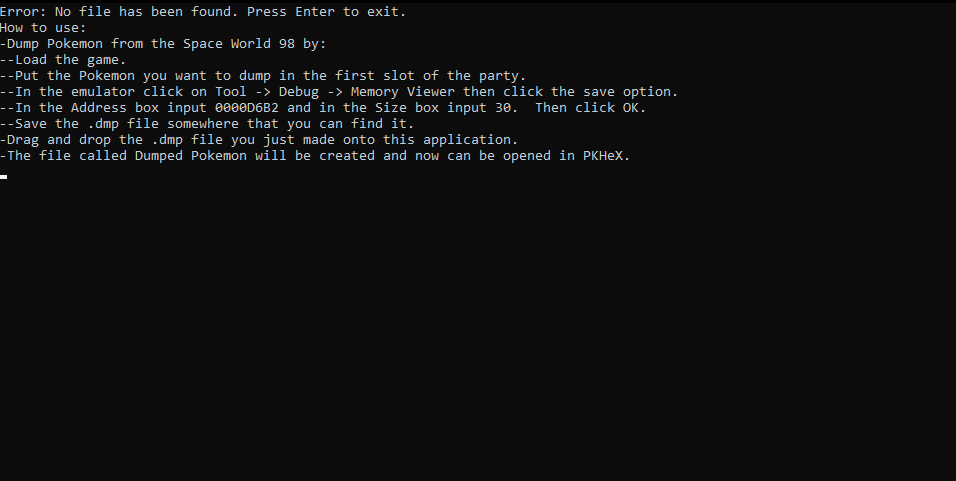 Error: No file has been found. Press Enter to exit.
How to use:
-Dump Pokemon from the Space World 98 by:
--Load the game.
--Put the Pokemon you want to dump in the first slot of the party.
--In the emulator click on Tool -> Debug -> Memory Viewer then click the save option.
--In the Address box input 0000D6B2 and in the Size box input 30.  Then click OK.
--Save the .dmp file somewhere that you can find it.
-Drag and drop the .dmp file you just made onto this application.
-The file called Dumped Pokemon will be created and now can be opened in PKHeX.